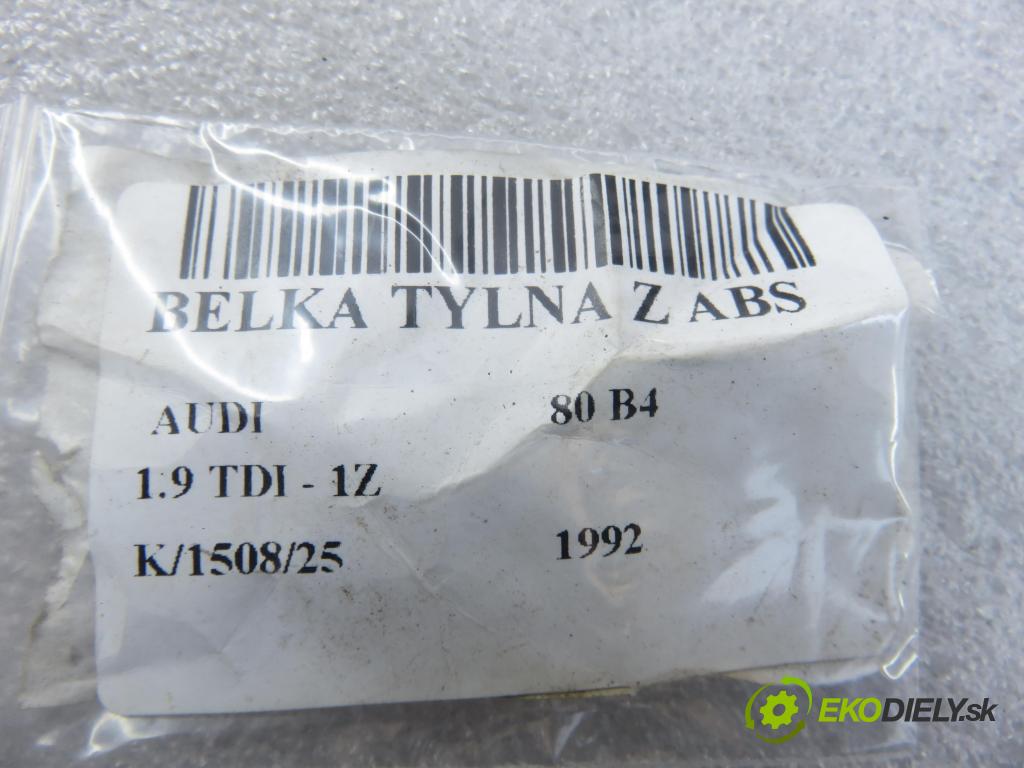 BELKA TYLNA Z ABS
AUDI 80 B4
1.9 TDI - 1Z
K/1508/25 1992
EKODIELY.sk